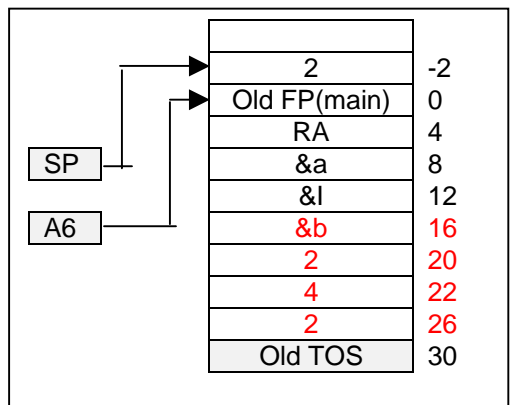 2 -2
Old FP(main) 0
RA 4
SP &a 8
&I 12
A6 &b 16
2 20
4 22
2 26
Old TOS 30